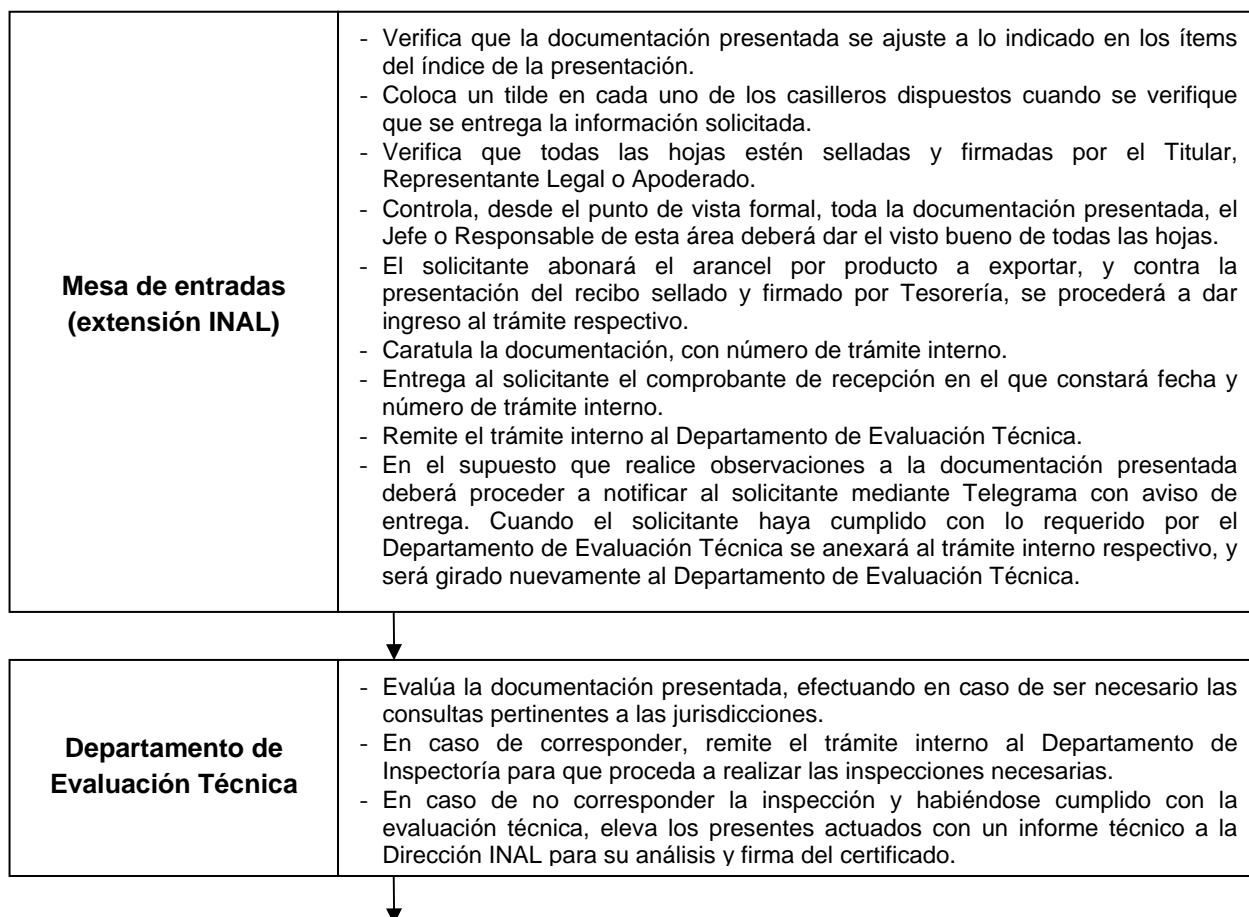 Mesa de entradas
(extensión INAL)
- Verifica que la documentación presentada se ajuste a lo indicado en los ítems
del índice de la presentación.
- Coloca un tilde en cada uno de los casilleros dispuestos cuando se verifique
que se entrega la información solicitada.
- Verifica que todas las hojas estén selladas y firmadas por el Titular,
Representante Legal o Apoderado.
- Controla, desde el punto de vista formal, toda la documentación presentada, el
Jefe o Responsable de esta área deberá dar el visto bueno de todas las hojas.
- El solicitante abonará el arancel por producto a exportar, y contra la
presentación del recibo sellado y firmado por Tesorería, se procederá a dar
ingreso al trámite respectivo.
- Caratula la documentación, con número de trámite interno.
- Entrega al solicitante el comprobante de recepción en el que constará fecha y
número de trámite interno.
- Remite el trámite interno al Departamento de Evaluación Técnica.
- En el supuesto que realice observaciones a la documentación presentada
deberá proceder a notificar al solicitante mediante Telegrama con aviso de
entrega. Cuando el solicitante haya cumplido con lo requerido por el
Departamento de Evaluación Técnica se anexará al trámite interno respectivo, y
será girado nuevamente al Departamento de Evaluación Técnica.
Departamento de
Evaluación Técnica
- Evalúa la documentación presentada, efectuando en caso de ser necesario las
consultas pertinentes a las jurisdicciones.
- En caso de corresponder, remite el trámite interno al Departamento de
Inspectoría para que proceda a realizar las inspecciones necesarias.
- En caso de no corresponder la inspección y habiéndose cumplido con la
evaluación técnica, eleva los presentes actuados con un informe técnico a la
Dirección INAL para su análisis y firma del certificado.